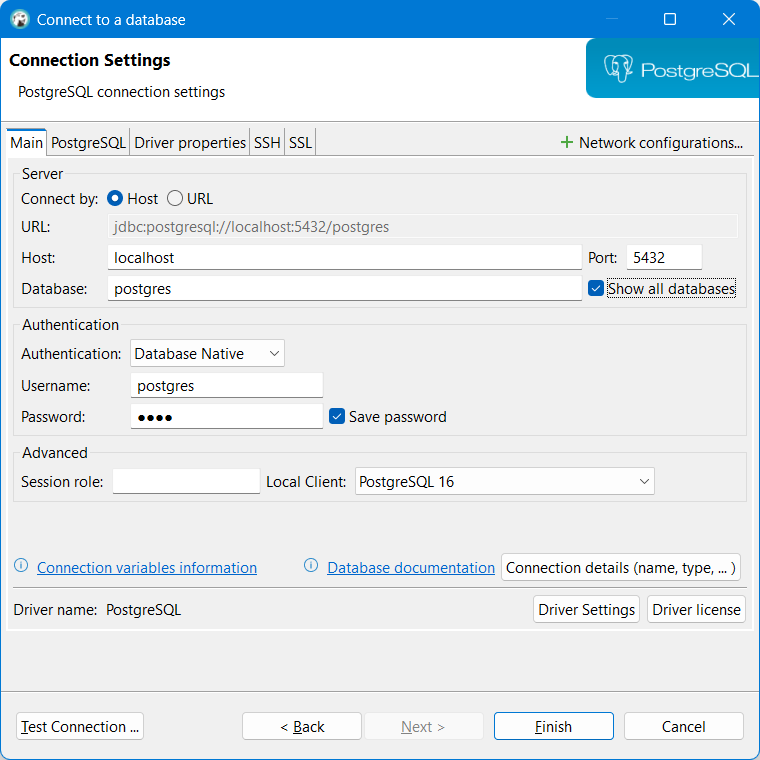 Connect to a database
Connection Settings
PostgreSQL connection settings
PostgreSQL
Main PostgreSQL Driver properties SSH SSL Network configurations...
Server
Connect by: Host URL
URL: jdbc:postgresql://localhost:5432/postgres
Host: localhost Port: 5432
Database: postgres Show all databases
Authentication
Authentication: Database Native
Username: postgres
Password: ●●●● Save password
Advanced
Session role: Local Client: PostgreSQL 16
Connection variables information Database documentation Connection details (name, type, ... )
Driver name: PostgreSQL Driver Settings Driver license
Test Connection ... < Back Next > Finish Cancel